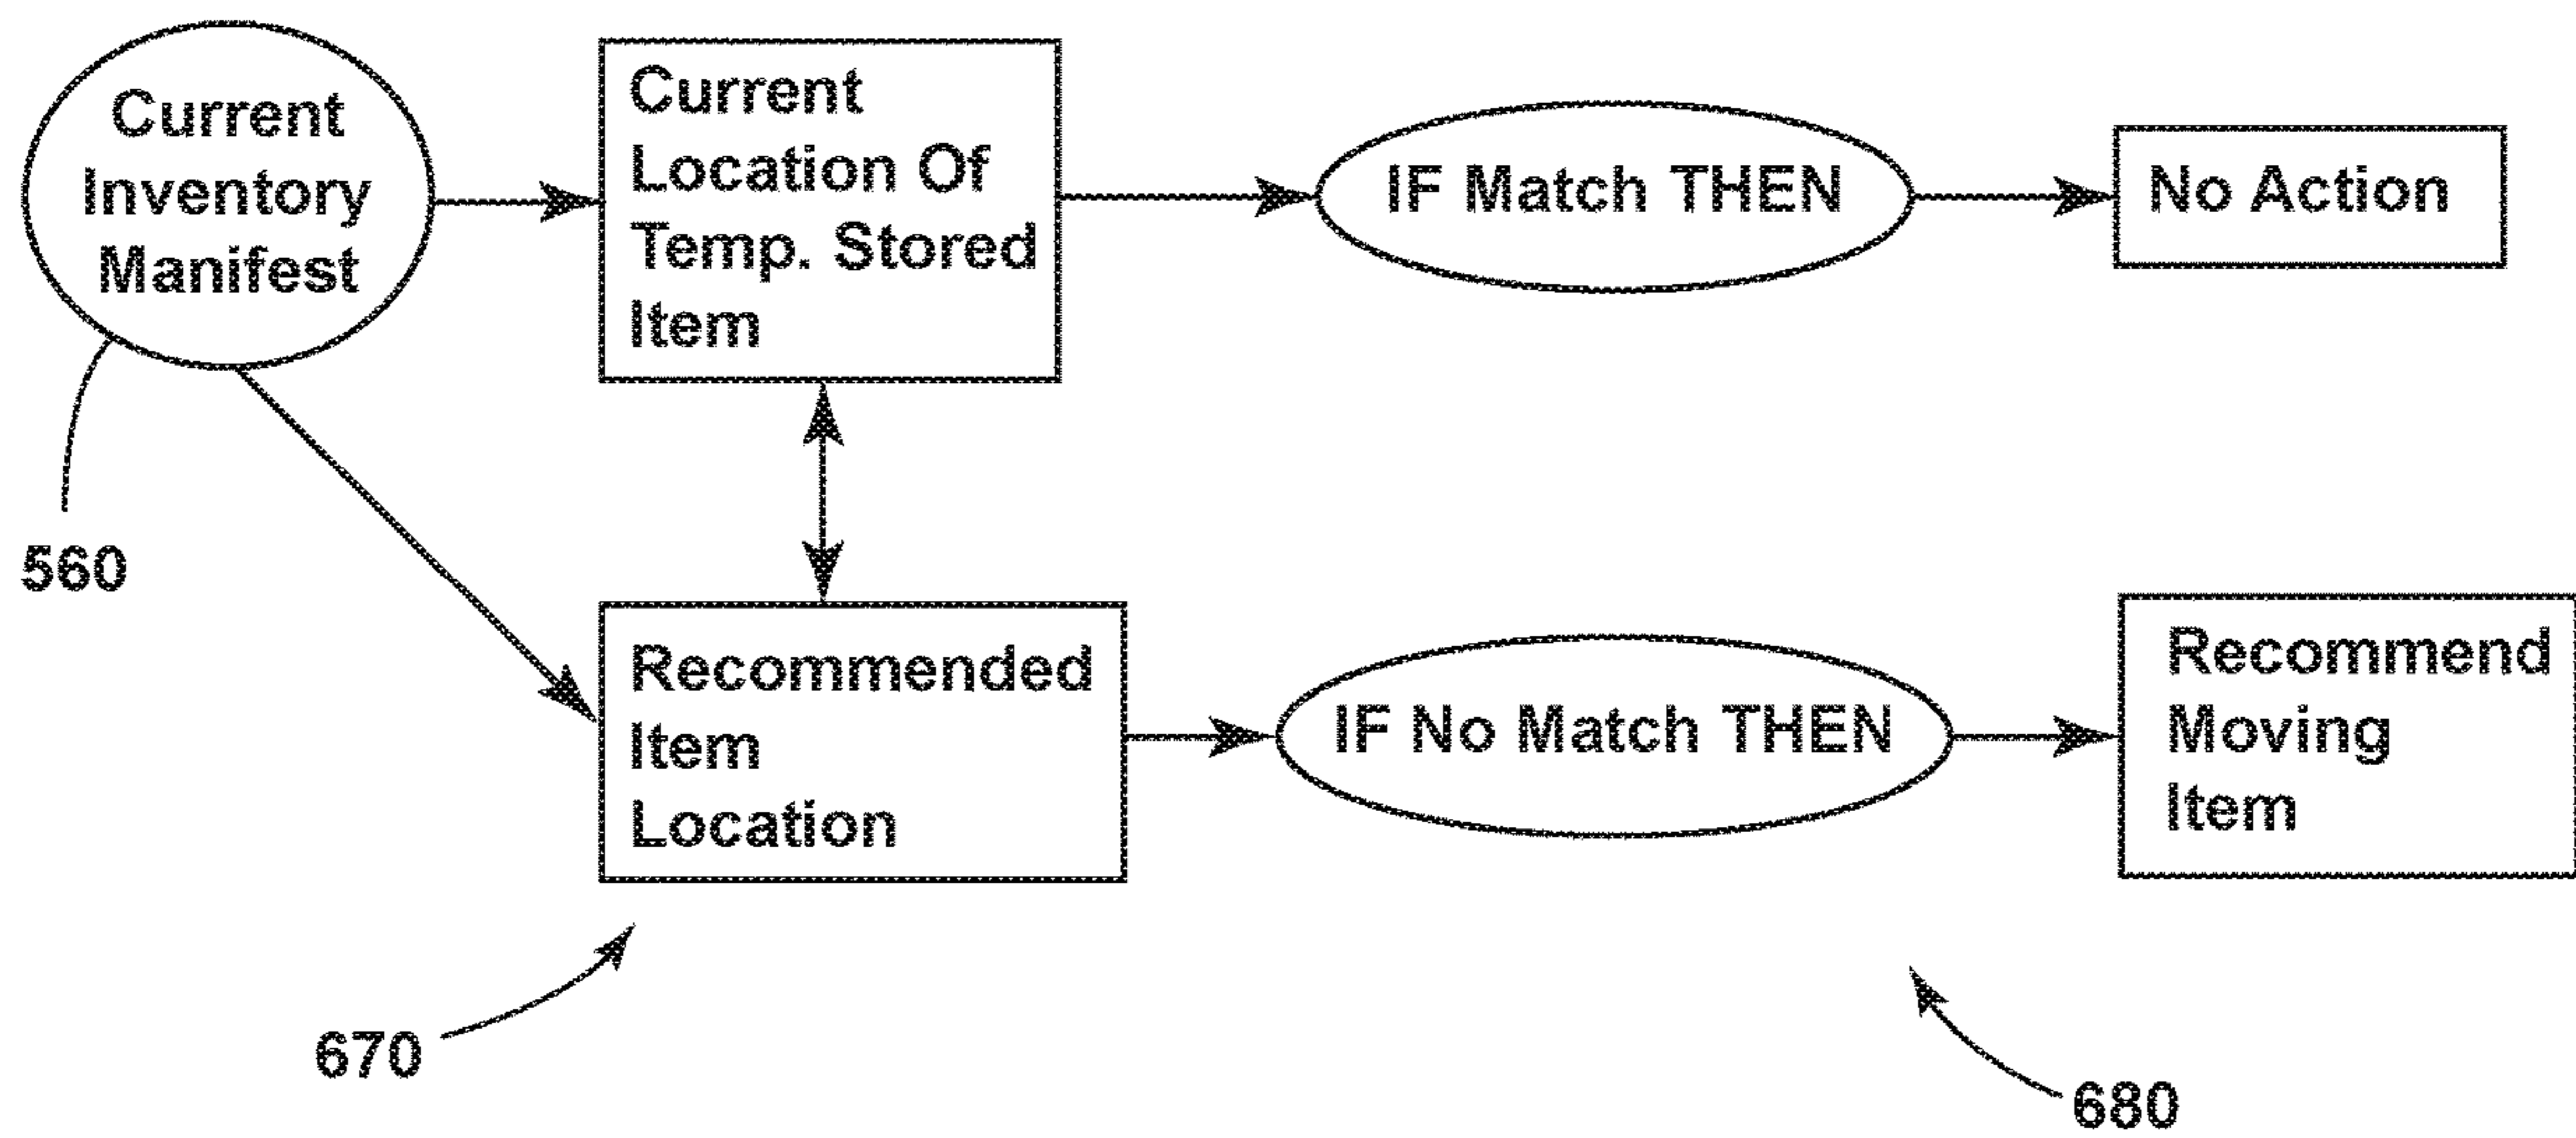 Current
Inventory
Manifest
Current
Location Of
Temp. Stored
Item
IF Match THEN
No Action
560
Recommended
Item
Location
IF No Match THEN
Recommend
Moving
Item
670
680